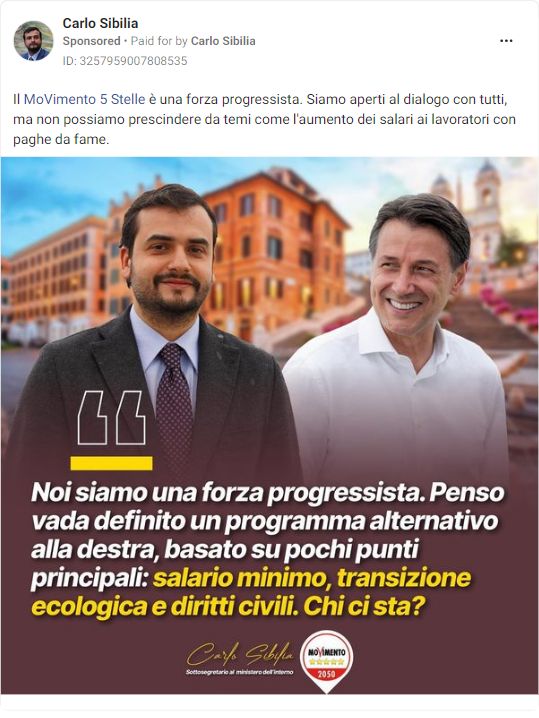 Carlo Sibilia
Sponsored • Paid for by Carlo Sibilia
ID: 3257959007808535
Il MoVimento 5 Stelle è una forza progressista. Siamo aperti al dialogo con tutti,
ma non possiamo prescindere da temi come l'aumento dei salari ai lavoratori con
paghe da fame.
Noi siamo una forza progressista. Penso
vada definito un programma alternativo
alla destra, basato su pochi punti
principali: salario minimo, transizione
ecologica e diritti civili. Chi ci sta?
Carlo Sibilia
Sottosegretario al ministero dell'interno
MOVIMENTO
2050